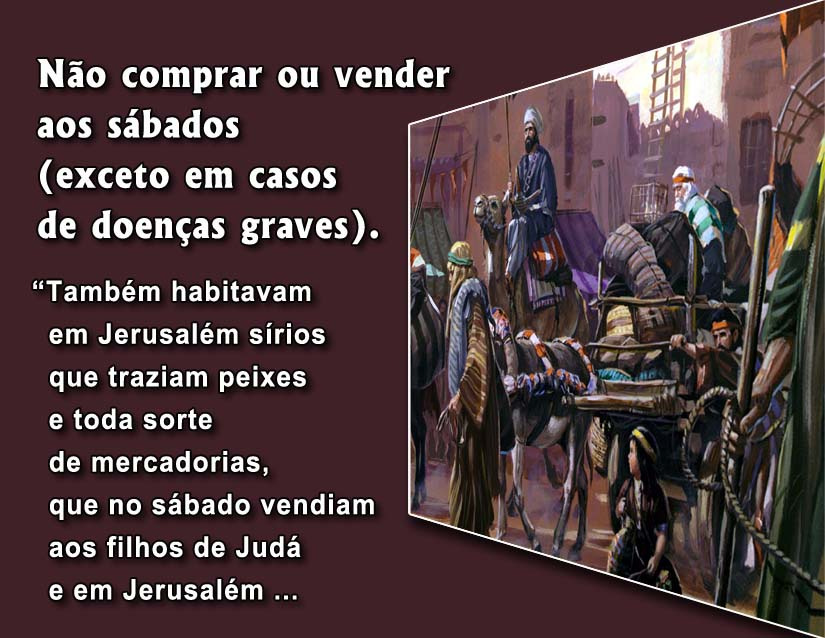 Não comprar ou vender
aos sábados
(exceto em casos
de doenças graves).
“Também habitavam
em Jerusalém sírios
que traziam peixes
e toda sorte
de mercadorias,
que no sábado vendiam
aos filhos de Judá
e em Jerusalém ...